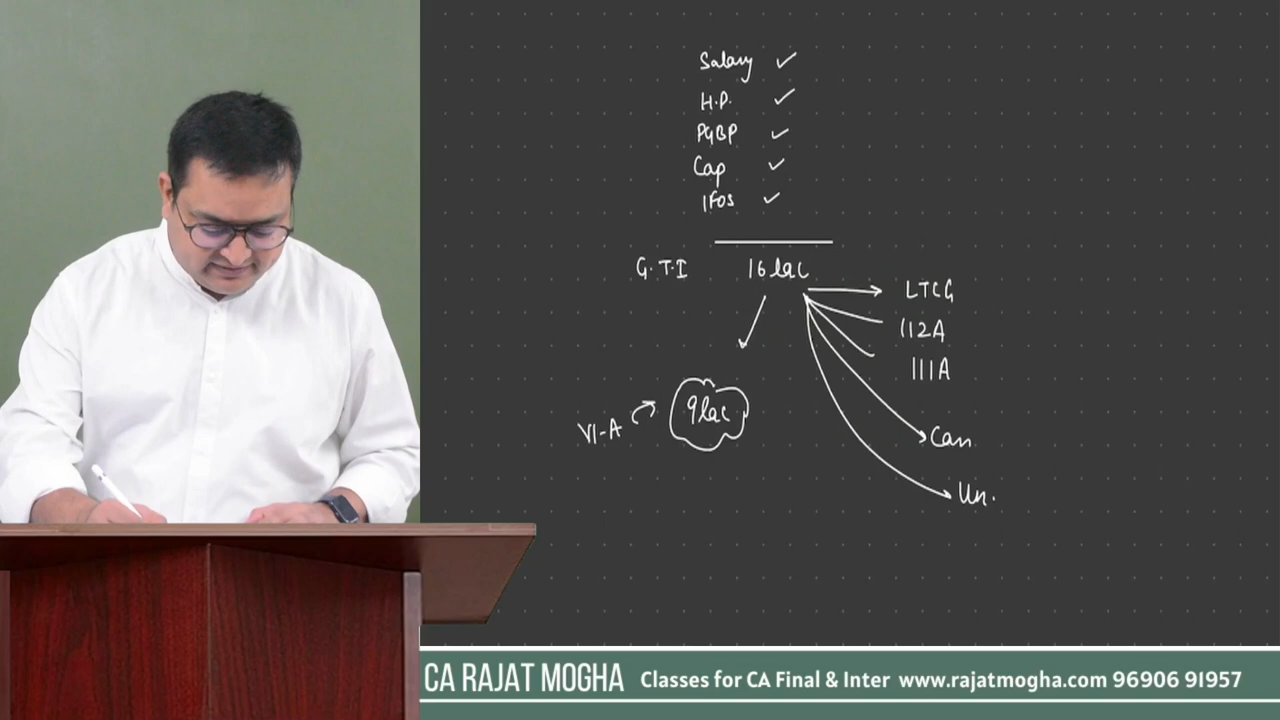 Salary ✓
H.P. ✓
PGBP ✓
Cap ✓
IFOS ✓
G.T.I 16 lac
LTCG
112A
111A
VI-A 9 lac
Can
Un.
CA RAJAT MOGHA Classes for CA Final & Inter www.rajatmogha.com 96906 91957